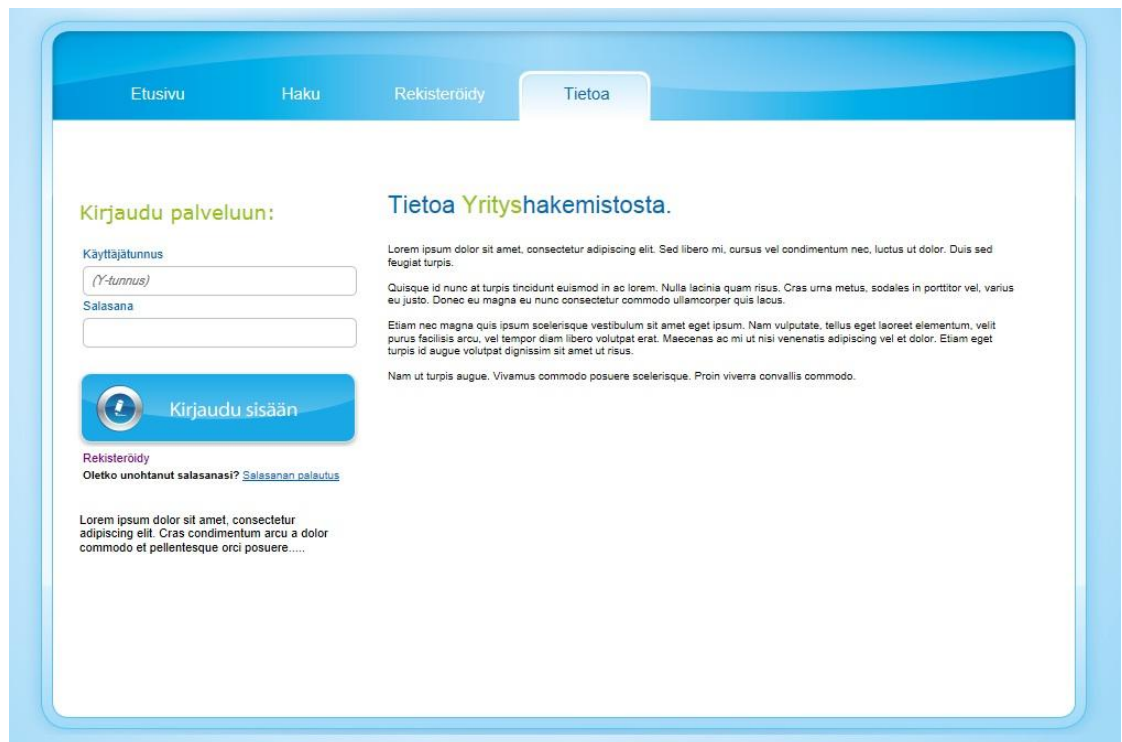 Etusivu Haku Rekisteröidy Tietoa
Kirjaudu palveluun:
Käyttäjätunnus
(Y-tunnus)
Salasana
Kirjaudu sisään
Rekisteröidy
Oletko unohtanut salasanasi? Salasanan palautus
Lorem ipsum dolor sit amet, consectetur
adipiscing elit. Cras condimentum arcu a dolor
commodo et pellentesque orci posuere.....
Tietoa Yrityshakemistosta.
Lorem ipsum dolor sit amet, consectetur adipiscing elit. Sed libero mi, cursus vel condimentum nec, luctus ut dolor. Duis sed
feugiat turpis.
Quisque id nunc at turpis tincidunt euismod in ac lorem. Nulla lacinia quam risus. Cras urna metus, sodales in porttitor vel, varius
eu justo. Donec eu magna eu nunc consectetur commodo ullamcorper quis lacus.
Etiam nec magna quis ipsum scelerisque vestibulum sit amet eget ipsum. Nam vulputate, tellus eget laoreet elementum, velit
purus facilisis arcu, vel tempor diam libero volutpat erat. Maecenas ac mi ut nisi venenatis adipiscing vel et dolor. Etiam eget
turpis id augue volutpat dignissim sit amet ut risus.
Nam ut turpis augue. Vivamus commodo posuere scelerisque. Proin viverra convallis commodo.